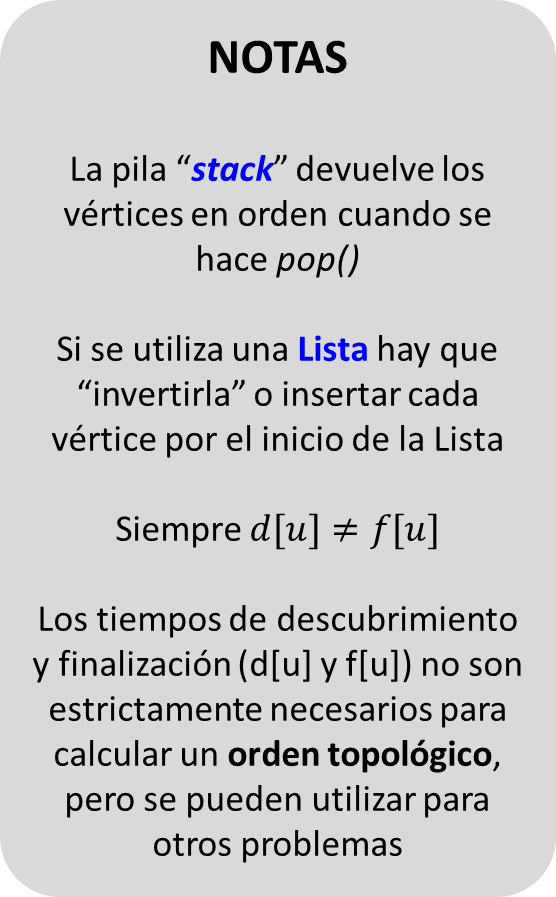 NOTAS
La pila “stack” devuelve los
vértices en orden cuando se
hace pop()
Si se utiliza una Lista hay que
“invertirla” o insertar cada
vértice por el inicio de la Lista
Siempre d[u] ≠ f[u]
Los tiempos de descubrimiento
y finalización (d[u] y f[u]) no son
estrictamente necesarios para
calcular un orden topológico,
pero se pueden utilizar para
otros problemas